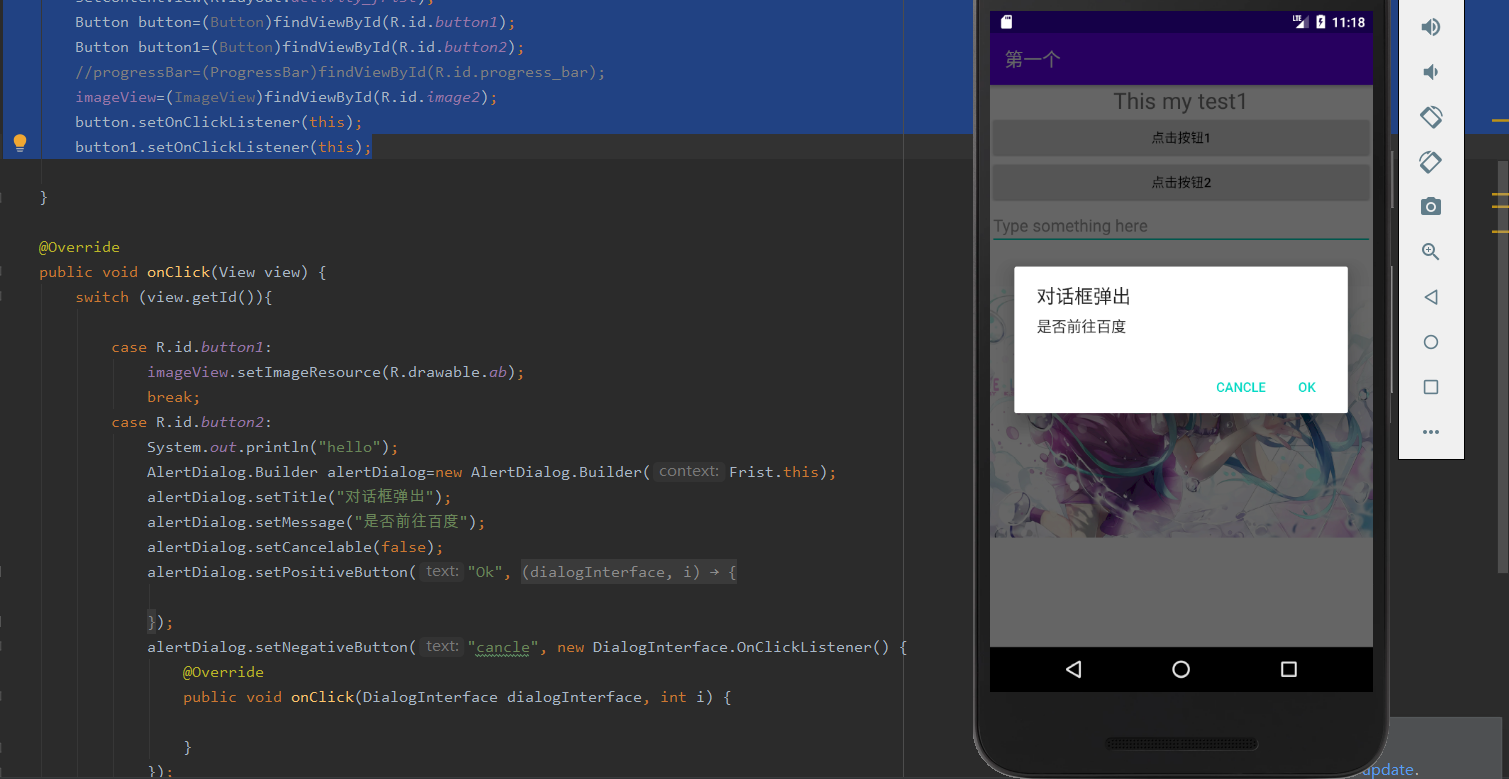 setContentView(R.layout.activity_frist);
Button button=(Button)findViewById(R.id.button1);
Button button1=(Button)findViewById(R.id.button2);
//progressBar=(ProgressBar)findViewById(R.id.progress_bar);
imageView=(ImageView)findViewById(R.id.image2);
button.setOnClickListener(this);
button1.setOnClickListener(this);
}
@Override
public void onClick(View view) {
switch (view.getId()){
case R.id.button1:
imageView.setImageResource(R.drawable.ab);
break;
case R.id.button2:
System.out.println("hello");
AlertDialog.Builder alertDialog=new AlertDialog.Builder( context: Frist.this);
alertDialog.setTitle("对话框弹出");
alertDialog.setMessage("是否前往百度");
alertDialog.setCancelable(false);
alertDialog.setPositiveButton( text: "Ok", (dialogInterface, i) → {
});
alertDialog.setNegativeButton( text: "cancle", new DialogInterface.OnClickListener() {
@Override
public void onClick(DialogInterface dialogInterface, int i) {
}
});
LTE 11:18
第一个
This my test1
点击按钮1
点击按钮2
Type something here
对话框弹出
是否前往百度
CANCLE OK
update.